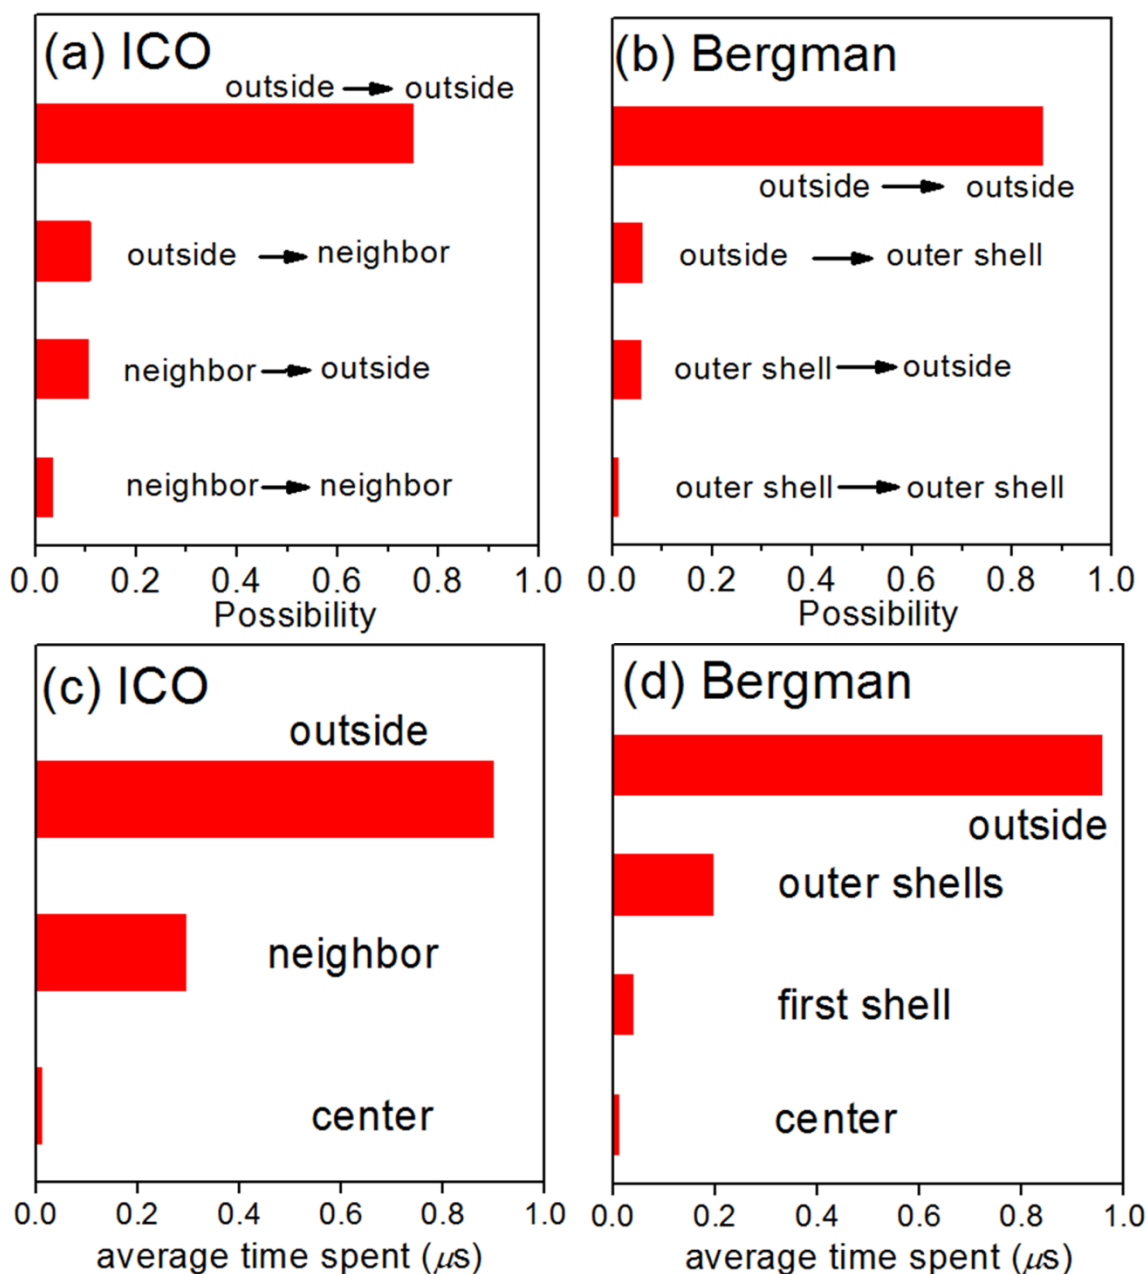 (a) ICO
outside → outside
outside → neighbor
neighbor → outside
neighbor → neighbor
0.0 0.2 0.4 0.6 0.8 1.0
Possibility
(b) Bergman
outside → outside
outside → outer shell
outer shell → outside
outer shell → outer shell
0.0 0.2 0.4 0.6 0.8 1.0
Possibility
(c) ICO
outside
neighbor
center
0.0 0.2 0.4 0.6 0.8 1.0
average time spent (μs)
(d) Bergman
outside
outer shells
first shell
center
0.0 0.2 0.4 0.6 0.8 1.0
average time spent (μs)